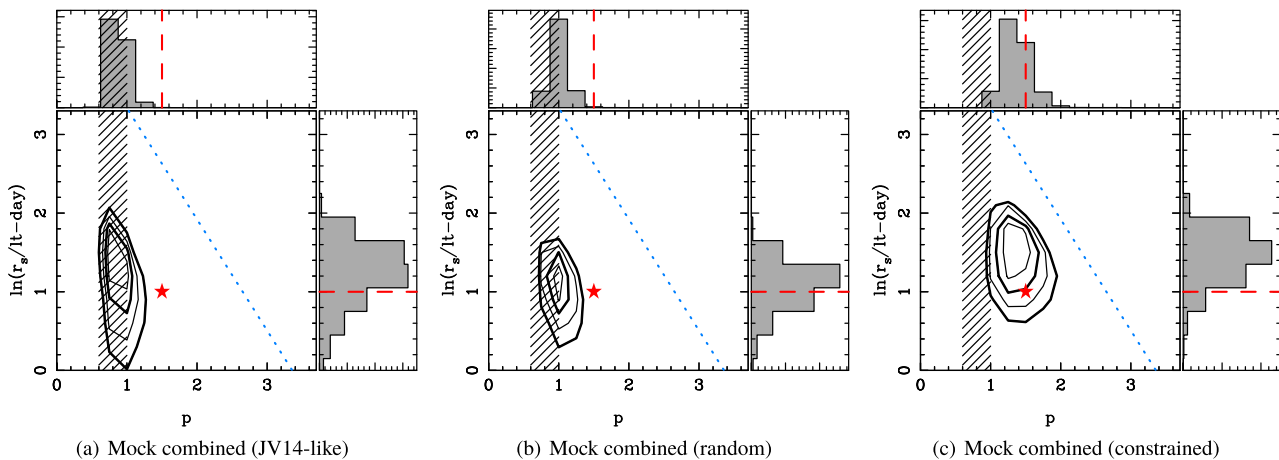 3
2
1
0
ln(r_s/lt-day)
0 1 2 3
p
(a) Mock combined (JV14-like)
3
2
1
0
ln(r_s/lt-day)
0 1 2 3
p
(b) Mock combined (random)
3
2
1
0
ln(r_s/lt-day)
0 1 2 3
p
(c) Mock combined (constrained)